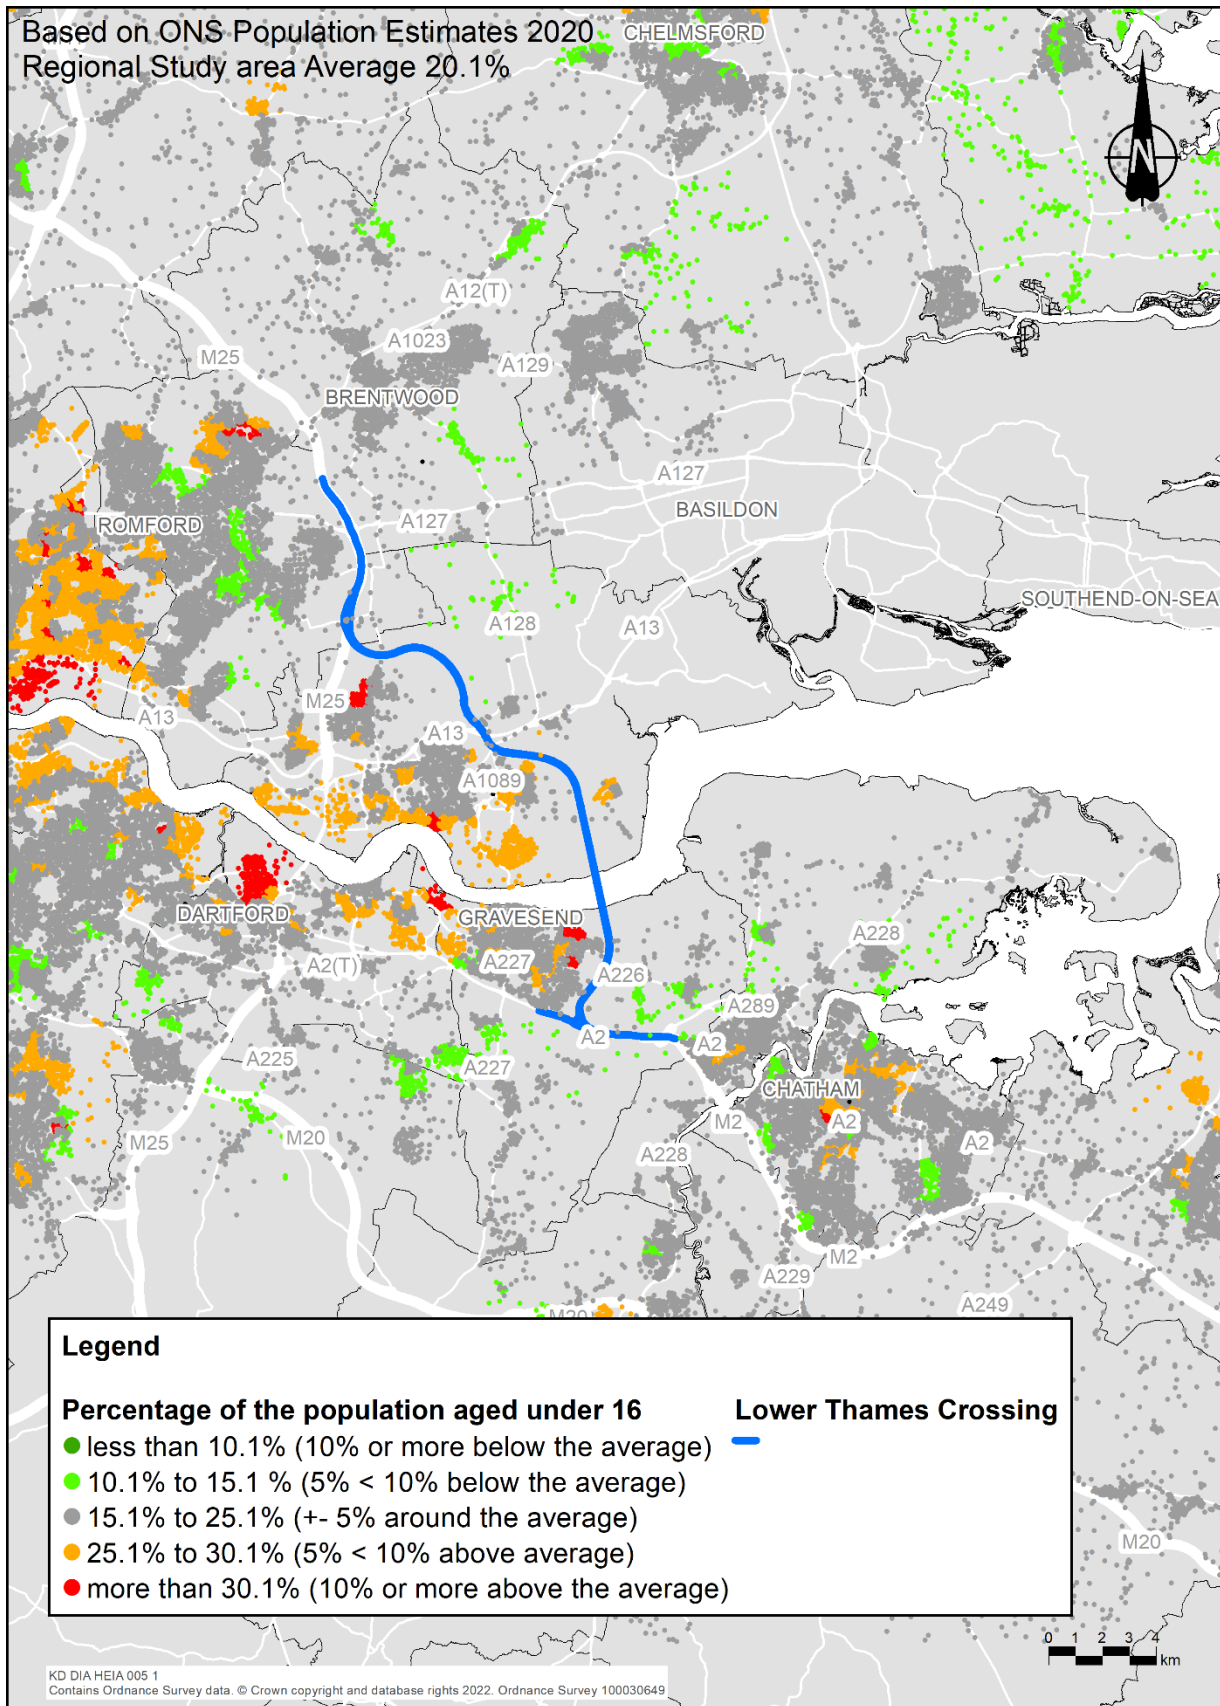 Based on ONS Population Estimates 2020
Regional Study area Average 20.1%
CHELMSFORD
N
A12(T)
M25
A1023
A129
BRENTWOOD
A127
BASILDON
A127
ROMFORD
SOUTHEND-ON-SEA
A128
A13
M25
A13
A13
A1089
DARTFORD
GRAVESEND
A2(T)
A227
A226
A228
A289
A2
A2
A225
A227
CHATHAM
M2
A2
A2
M25
M20
A228
M2
A229
A249
M20
Legend
Percentage of the population aged under 16
Lower Thames Crossing
less than 10.1% (10% or more below the average)
10.1% to 15.1 % (5% < 10% below the average)
15.1% to 25.1% (+- 5% around the average)
25.1% to 30.1% (5% < 10% above average)
more than 30.1% (10% or more above the average)
M20
0 1 2 3 4
km
KD DIA HEIA 005 1
Contains Ordnance Survey data. © Crown copyright and database rights 2022. Ordnance Survey 100030649